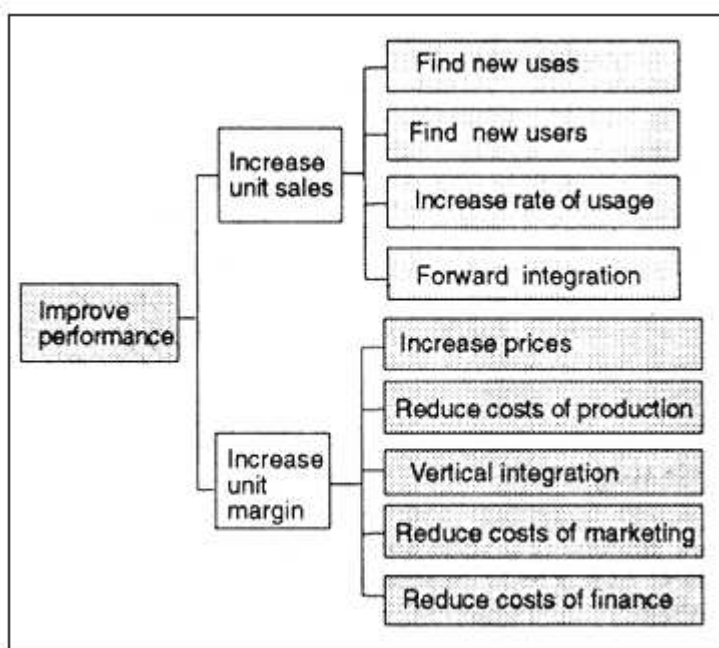 Improve
performance
Increase
unit sales
Find new uses
Find new users
Increase rate of usage
Forward integration
Increase
unit
margin
Increase prices
Reduce costs of production
Vertical integration
Reduce costs of marketing
Reduce costs of finance